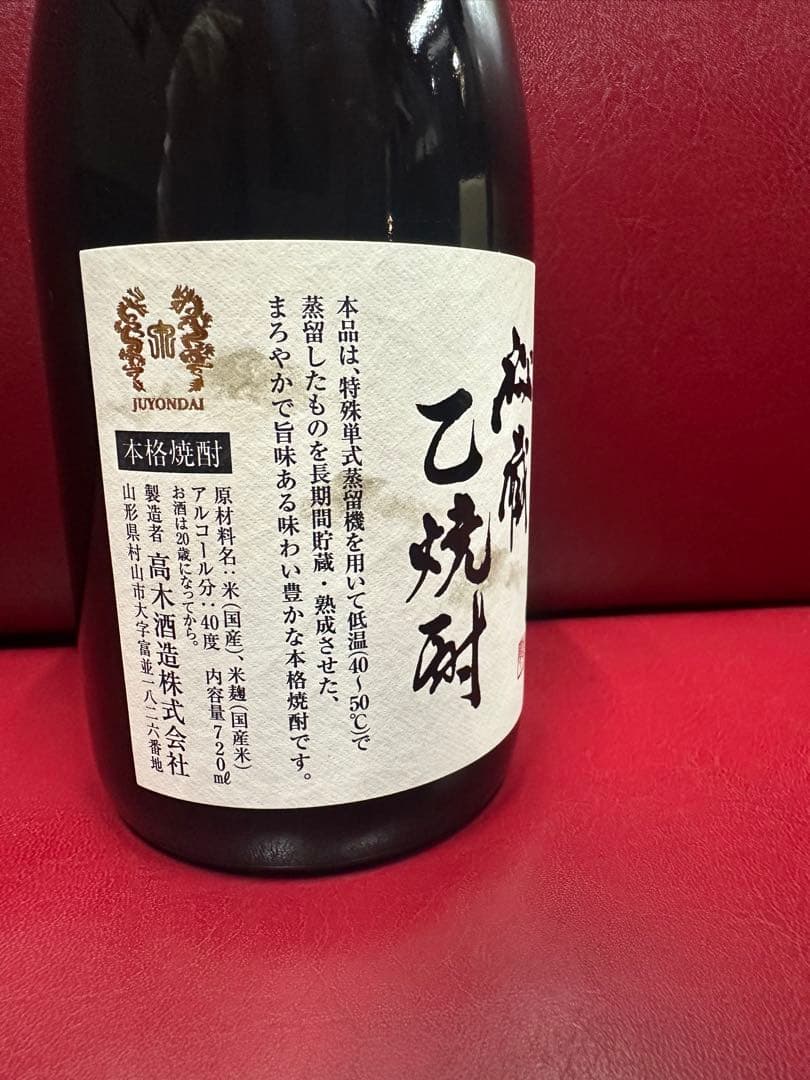 秘蔵
乙焼酎
本品は、特殊単式蒸留機を用いて低温(40〜50℃)で
蒸留したものを長期間貯蔵・熟成させた、
まろやかで旨味ある味わい豊かな本格焼酎です。
JUYONDAI
本格焼酎
原材料名：米(国産)、米麹(国産米)
アルコール分：40度 内容量720㎖
お酒は20歳になってから。
製造者 高木酒造株式会社
山形県村山市大字富並一八二六番地